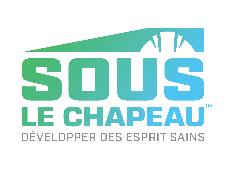 SOUS
LE CHAPEAU™
DÉVELOPPER DES ESPRIT SAINS